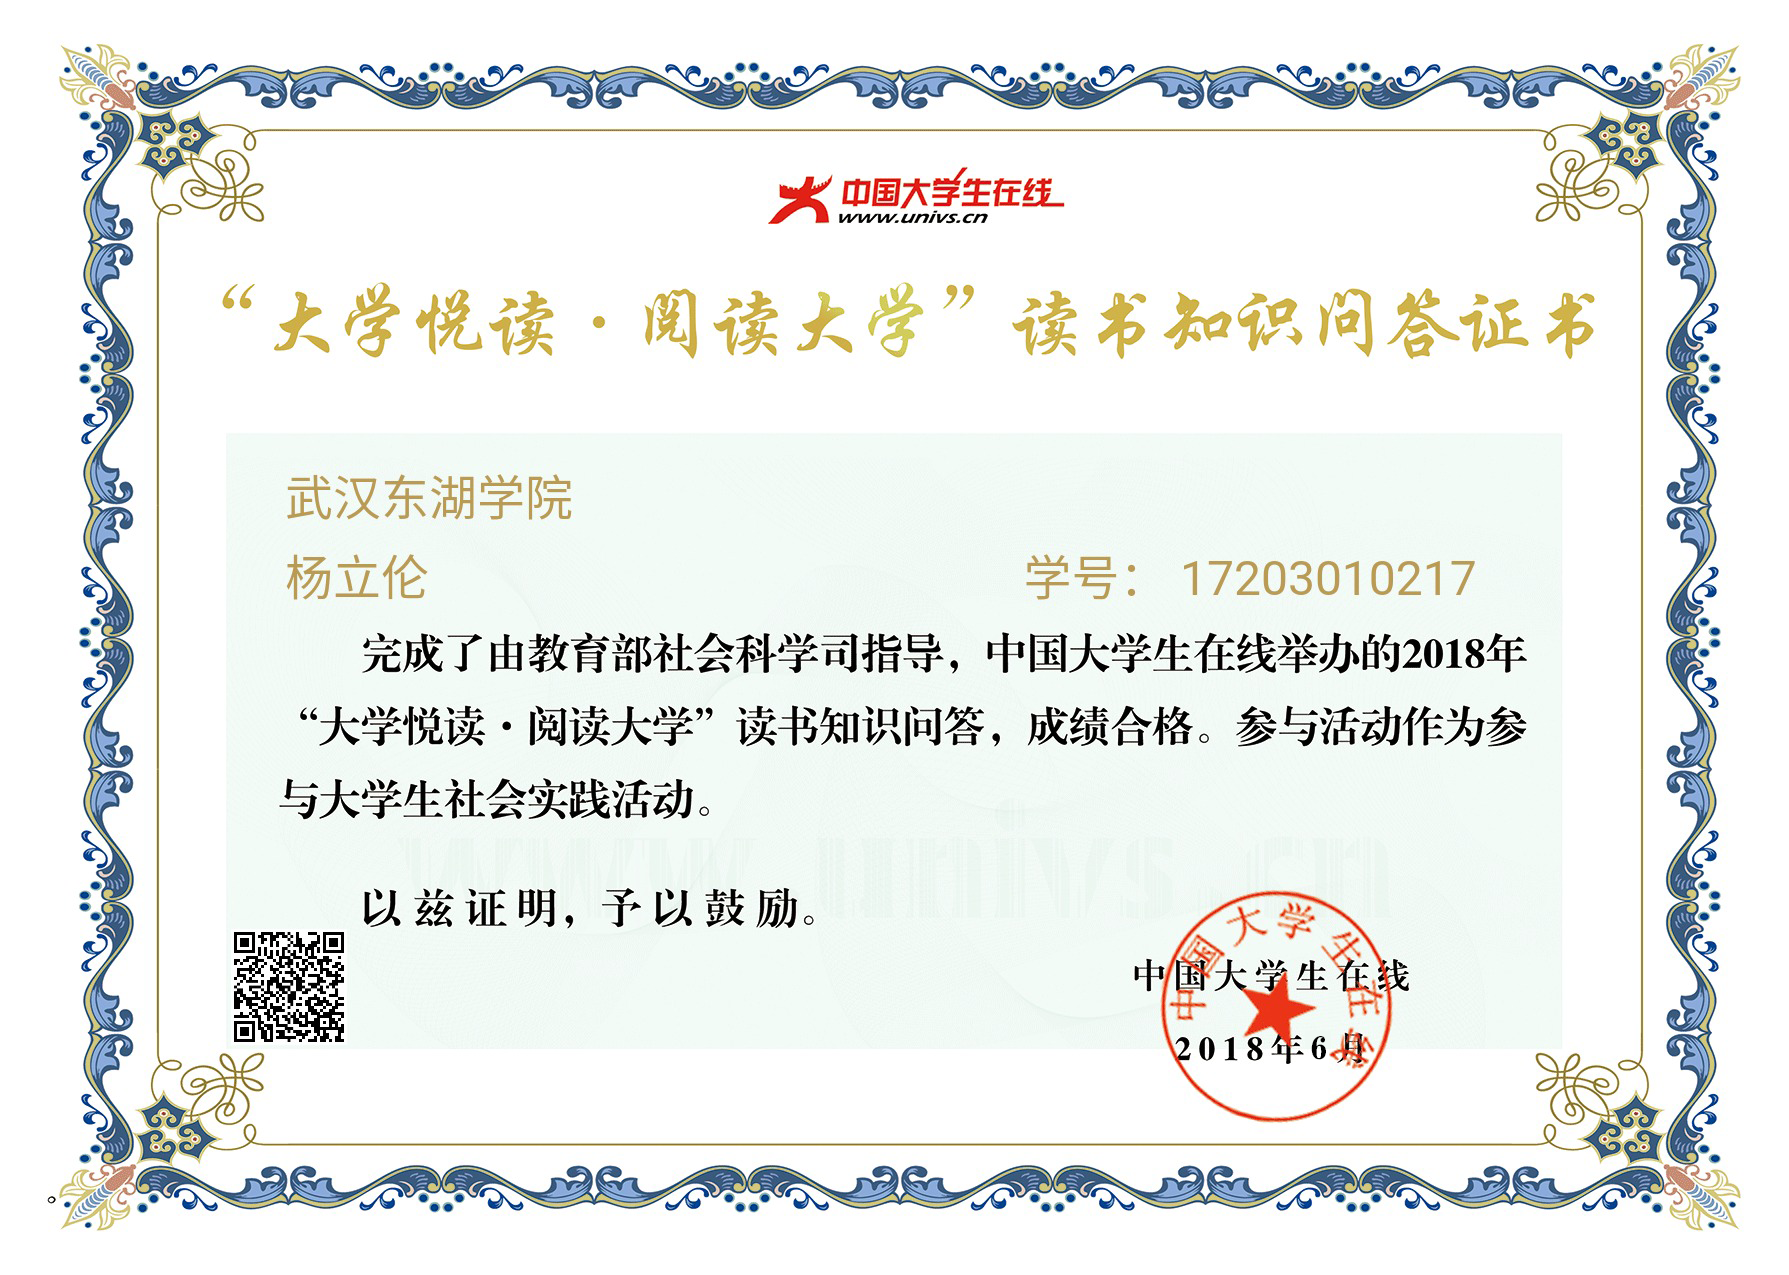 中国大学生在线
www.univs.cn
“大学悦读·阅读大学”读书知识问答证书
武汉东湖学院
杨立伦 学号： 17203010217
完成了由教育部社会科学司指导，中国大学生在线举办的2018年
“大学悦读·阅读大学”读书知识问答，成绩合格。参与活动作为参
与大学生社会实践活动。
www.univs.cn
以兹证明，予以鼓励。
中国大学生在线
中国大学生在线
2018年6月